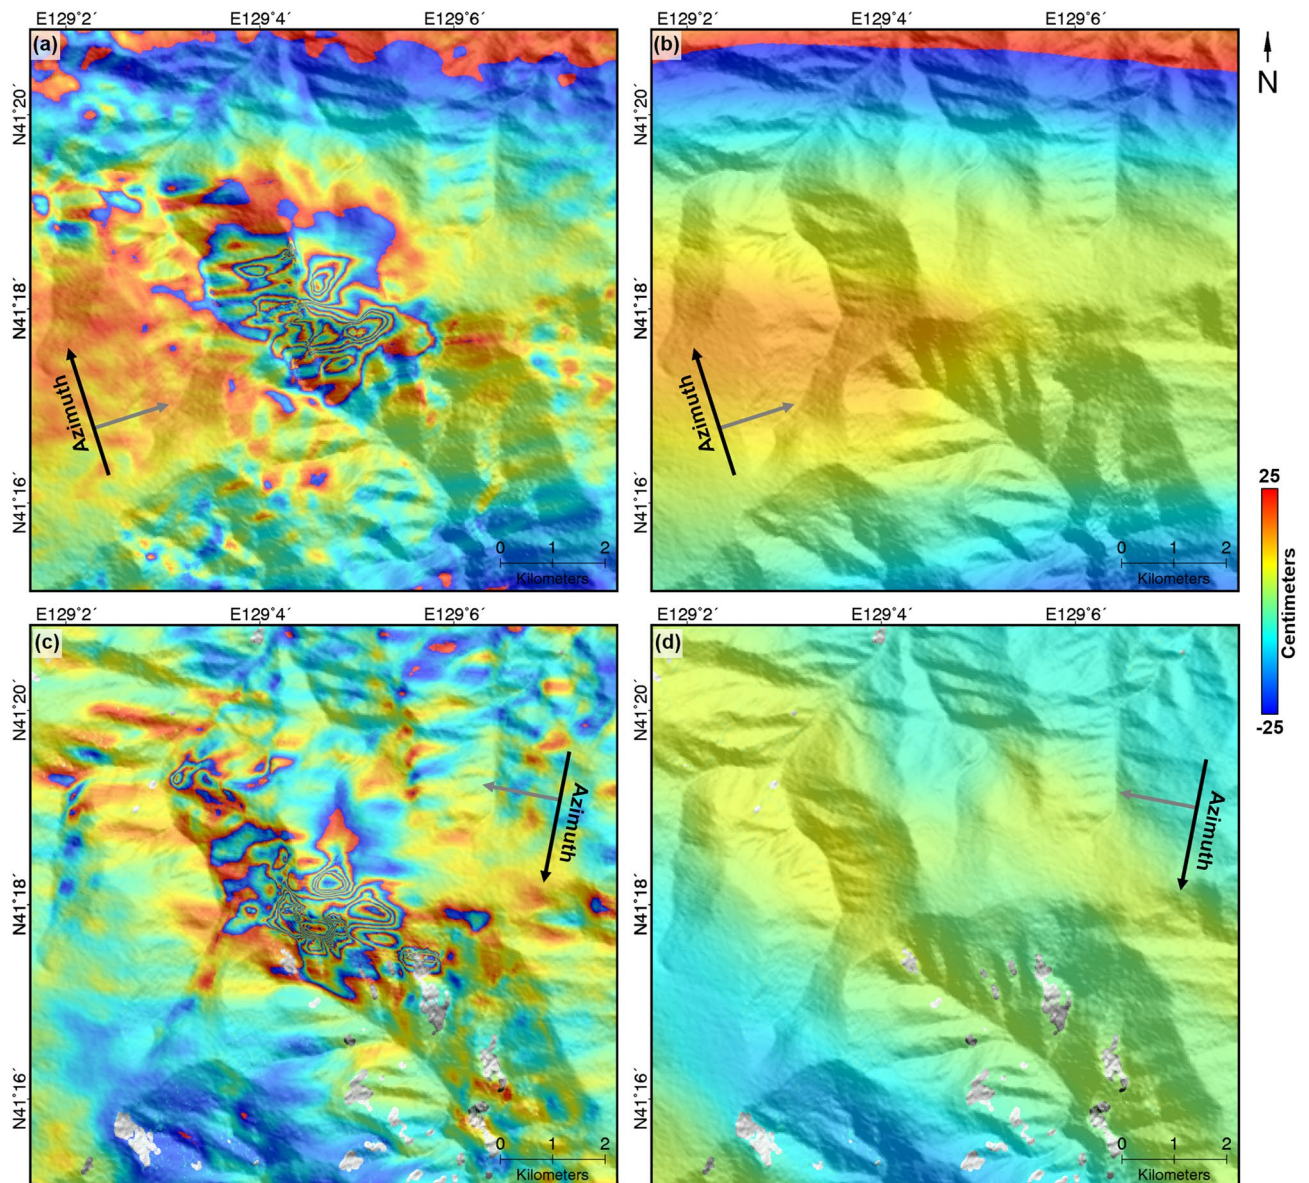 E129°2′ E129°4′ E129°6′ E129°2′ E129°4′ E129°6′
(a) (b)
N
N41°20′ N41°20′
N41°18′ N41°18′
Azimuth Azimuth
N41°16′ N41°16′
0 1 2 0 1 2
Kilometers Kilometers
25
Centimeters
-25
E129°2′ E129°4′ E129°6′ E129°2′ E129°4′ E129°6′
(c) (d)
N41°20′ N41°20′
Azimuth Azimuth
N41°18′ N41°18′
N41°16′ N41°16′
0 1 2 0 1 2
Kilometers Kilometers